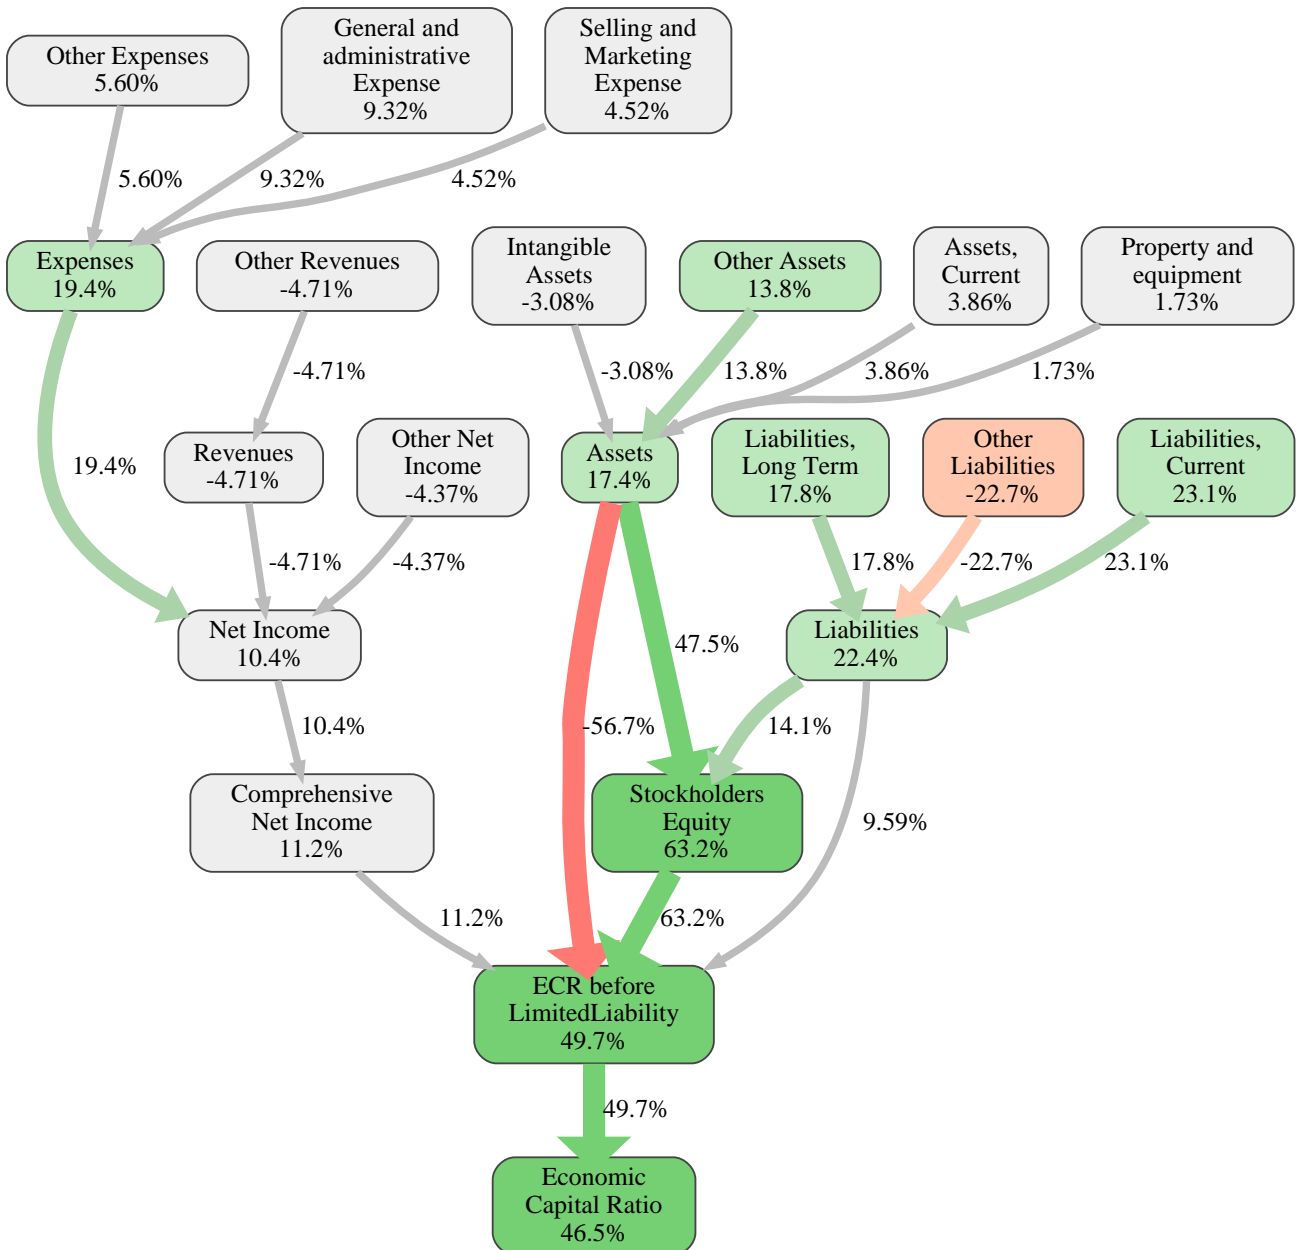 Other Expenses
5.60%
General and
administrative
Expense
9.32%
Selling and
Marketing
Expense
4.52%
5.60%
9.32%
4.52%
Expenses
19.4%
Other Revenues
-4.71%
Intangible
Assets
-3.08%
Other Assets
13.8%
Assets,
Current
3.86%
Property and
equipment
1.73%
-4.71%
-3.08%
13.8%
3.86%
1.73%
19.4%
Revenues
-4.71%
Other Net
Income
-4.37%
Assets
17.4%
Liabilities,
Long Term
17.8%
Other
Liabilities
-22.7%
Liabilities,
Current
23.1%
-4.71%
-4.37%
17.8%
-22.7%
23.1%
Net Income
10.4%
47.5%
Liabilities
22.4%
10.4%
-56.7%
14.1%
Comprehensive
Net Income
11.2%
Stockholders
Equity
63.2%
9.59%
11.2%
63.2%
ECR before
LimitedLiability
49.7%
49.7%
Economic
Capital Ratio
46.5%